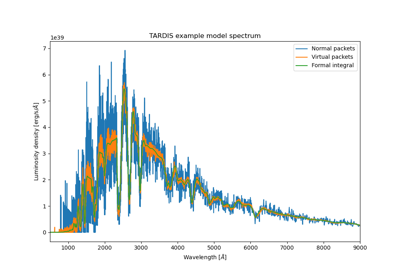 TARDIS example model spectrum
1e39
Normal packets
Virtual packets
Formal integral
7
6
5
4
3
2
1
0
Luminosity density [erg/s/Å]
1000 2000 3000 4000 5000 6000 7000 8000 9000
Wavelength [Å]